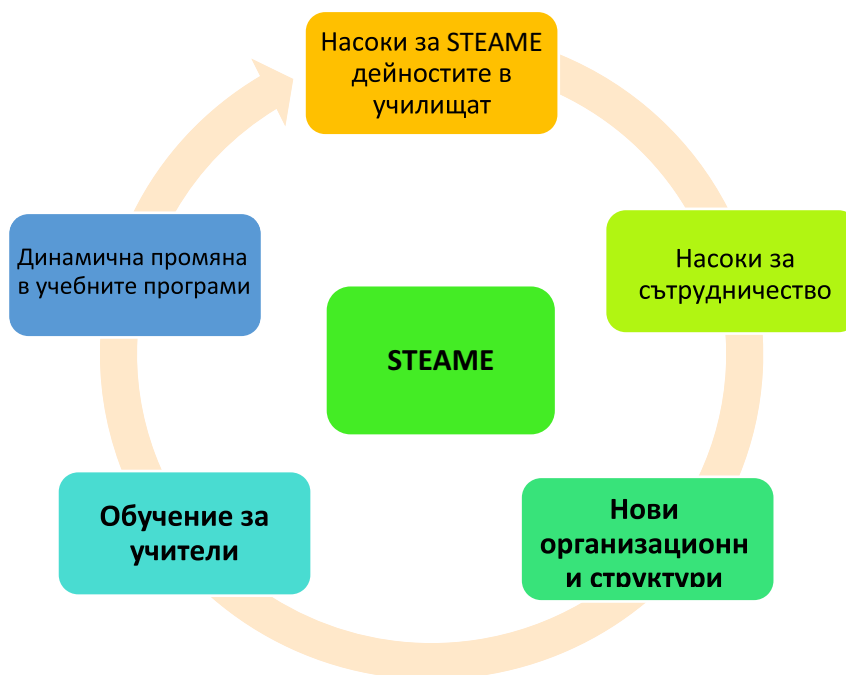 Насоки за STEAME
дейностите в
училищат
Насоки за
сътрудничество
Динамична промяна
в учебните програми
STEAME
Обучение за
учители
Нови
организационн
и структури